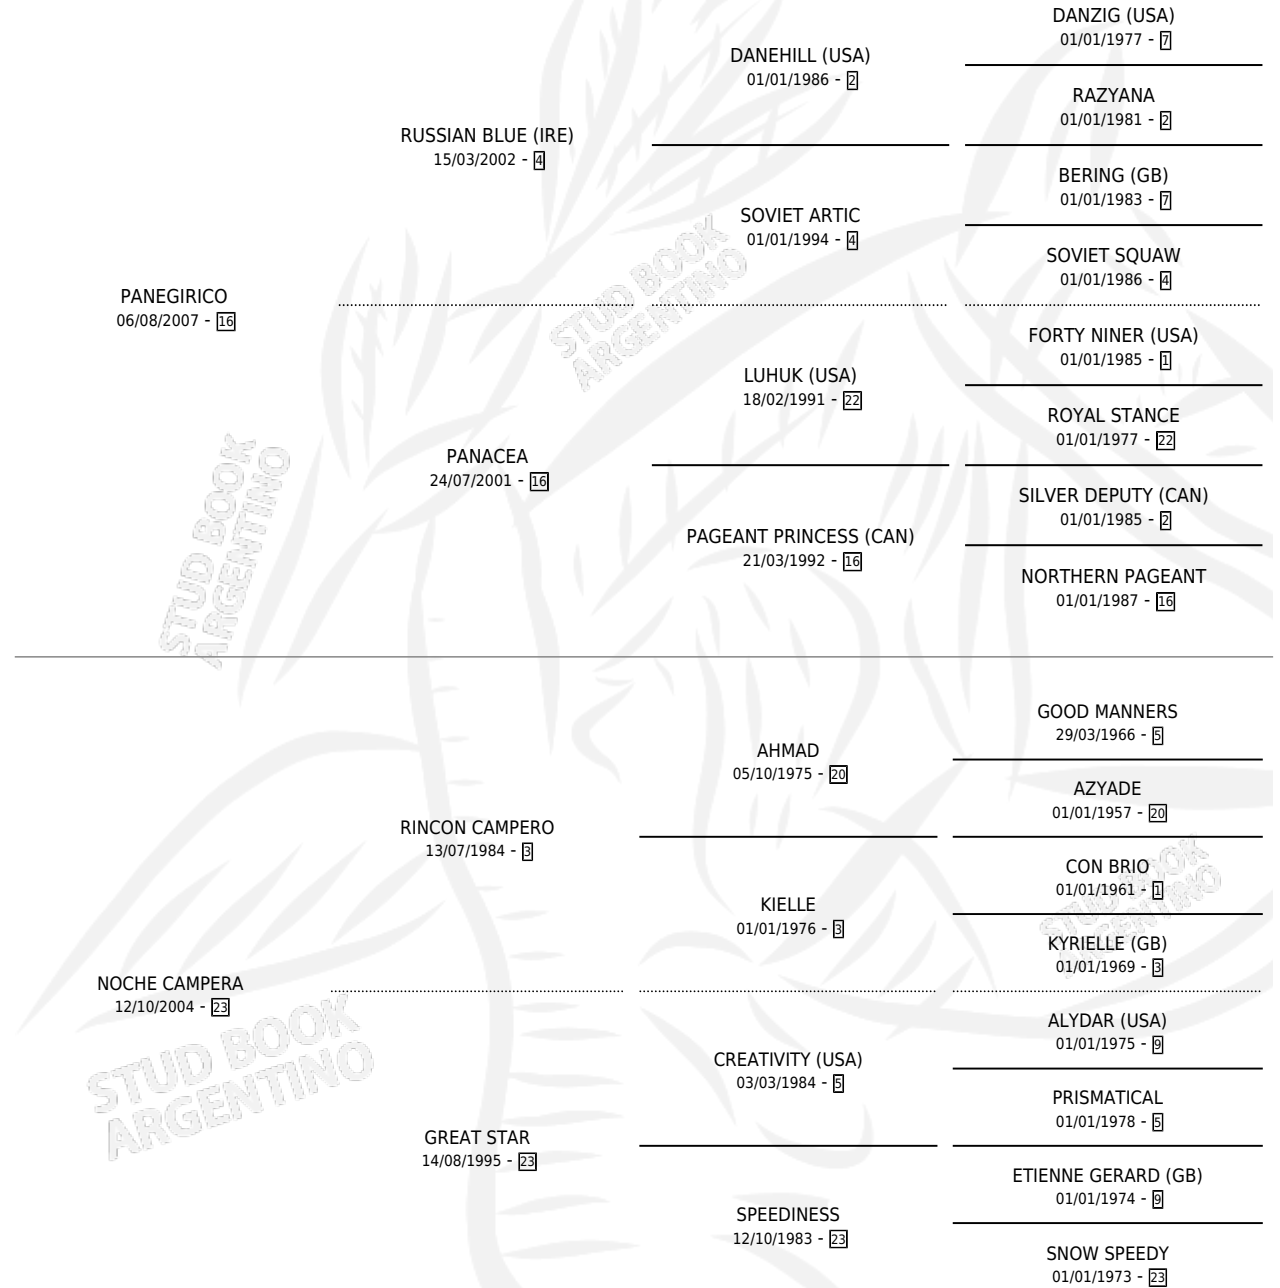 DANZIG (USA)
01/01/1977 - 7
DANEHILL (USA)
01/01/1986 - 2
RAZYANA
01/01/1981 - 2
RUSSIAN BLUE (IRE)
15/03/2002 - 4
BERING (GB)
01/01/1983 - 7
SOVIET ARTIC
01/01/1994 - 4
SOVIET SQUAW
01/01/1986 - 4
PANEGIRICO
06/08/2007 - 16
STUD BOOK
ARGENTINO
FORTY NINER (USA)
01/01/1985 - 1
LUHUK (USA)
18/02/1991 - 22
ROYAL STANCE
01/01/1977 - 22
PANACEA
24/07/2001 - 16
SILVER DEPUTY (CAN)
01/01/1985 - 2
PAGEANT PRINCESS (CAN)
21/03/1992 - 16
NORTHERN PAGEANT
01/01/1987 - 16
STUD BOOK
ARGENTINO
GOOD MANNERS
29/03/1966 - 5
AHMAD
05/10/1975 - 20
AZYADE
01/01/1957 - 20
RINCON CAMPERO
13/07/1984 - 3
CON BRIO
01/01/1961 - 1
STUD BOOK
ARGENTINO
KIELLE
01/01/1976 - 3
KYRIELLE (GB)
01/01/1969 - 3
NOCHE CAMPERA
12/10/2004 - 23
STUD BOOK
ARGENTINO
ALYDAR (USA)
01/01/1975 - 9
CREATIVITY (USA)
03/03/1984 - 5
PRISMATICAL
01/01/1978 - 5
GREAT STAR
14/08/1995 - 23
ETIENNE GERARD (GB)
01/01/1974 - 9
SPEEDINESS
12/10/1983 - 23
SNOW SPEEDY
01/01/1973 - 23